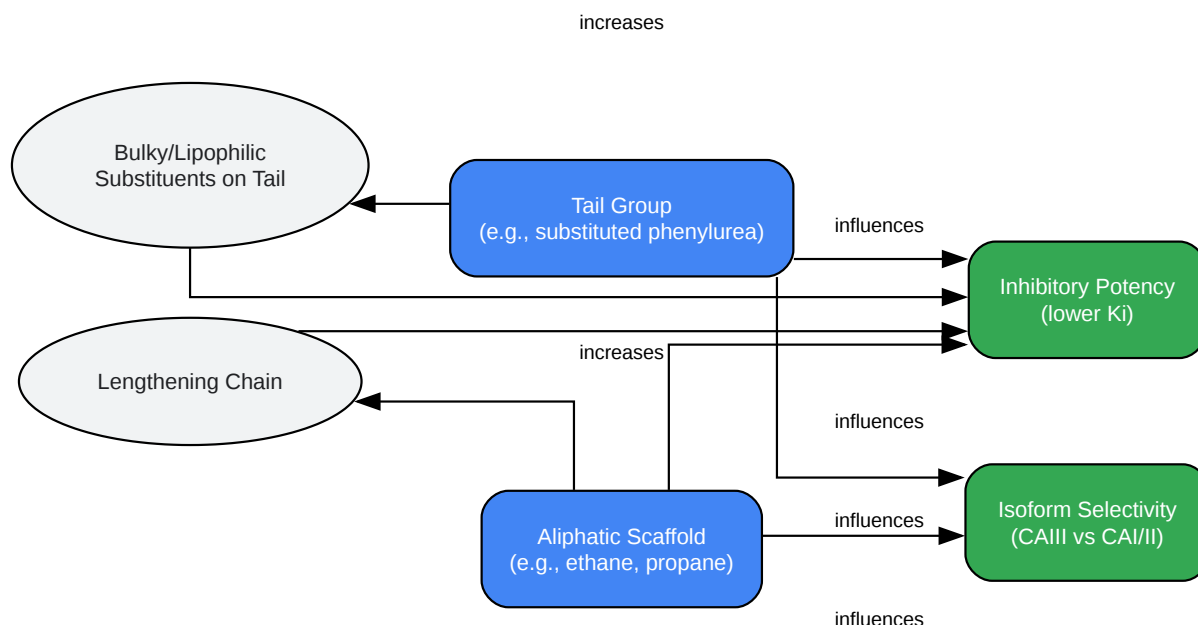 increases
Bulky/Lipophilic
Substituents on Tail
Tail Group
(e.g., substituted phenylurea)
influences
Inhibitory Potency
(lower Ki)
increases
Lengthening Chain
influences
Aliphatic Scaffold
(e.g., ethane, propane)
influences
Isoform Selectivity
(CAIII vs CAI/II)
influences